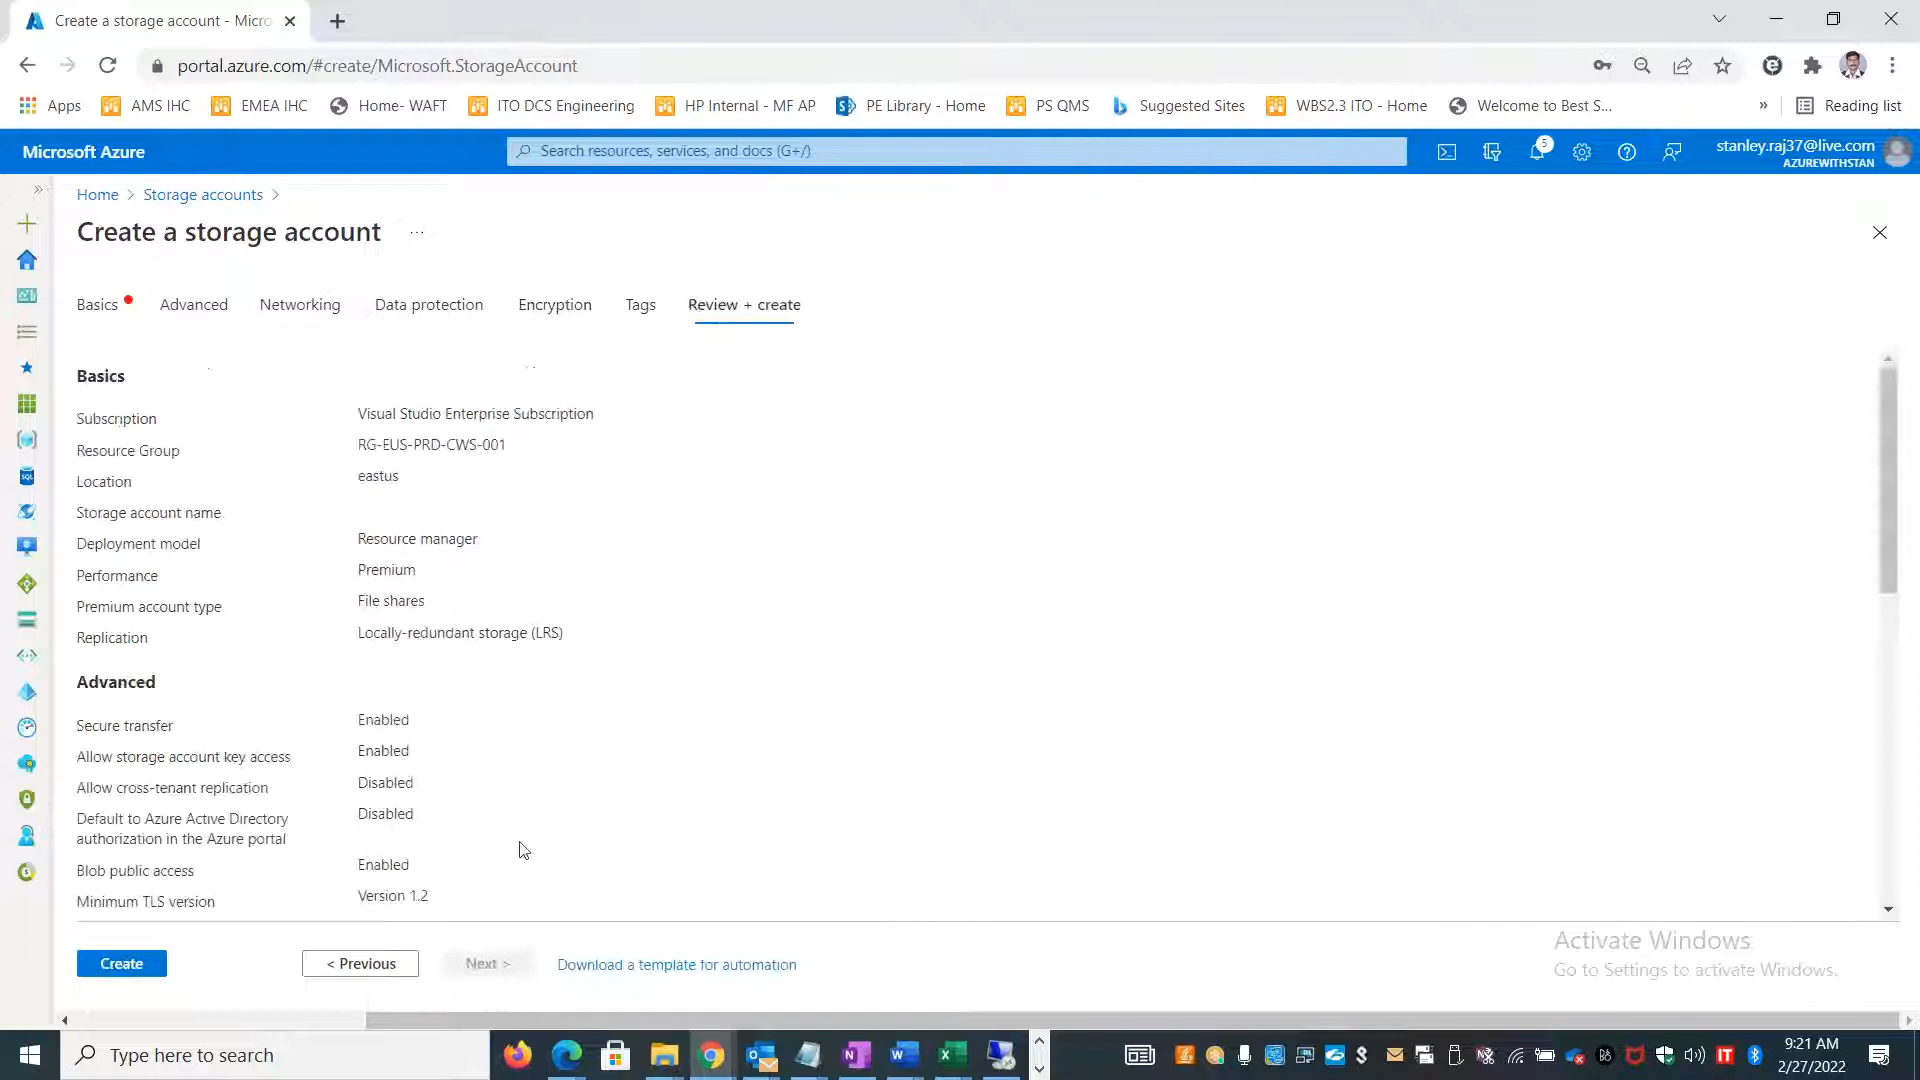 Create a storage account - Micro
portal.azure.com/#create/Microsoft.StorageAccount
Apps AMS IHC EMEA IHC Home- WAFT ITO DCS Engineering HP Internal - MF AP PE Library - Home PS QMS Suggested Sites WBS2.3 ITO - Home Welcome to Best S... » Reading list
Microsoft Azure
Search resources, services, and docs (G+/)
5
stanley.raj37@live.com
AZUREWITHSTAN
Home > Storage accounts >
Create a storage account ...
Basics Advanced Networking Data protection Encryption Tags Review + create
Basics
Subscription Visual Studio Enterprise Subscription
Resource Group RG-EUS-PRD-CWS-001
Location eastus
Storage account name
Deployment model Resource manager
Performance Premium
Premium account type File shares
Replication Locally-redundant storage (LRS)
Advanced
Secure transfer Enabled
Allow storage account key access Enabled
Allow cross-tenant replication Disabled
Default to Azure Active Directory Disabled
authorization in the Azure portal
Blob public access Enabled
Minimum TLS version Version 1.2
Create < Previous Next > Download a template for automation
Activate Windows
Go to Settings to activate Windows.
Type here to search
9:21 AM
2/27/2022